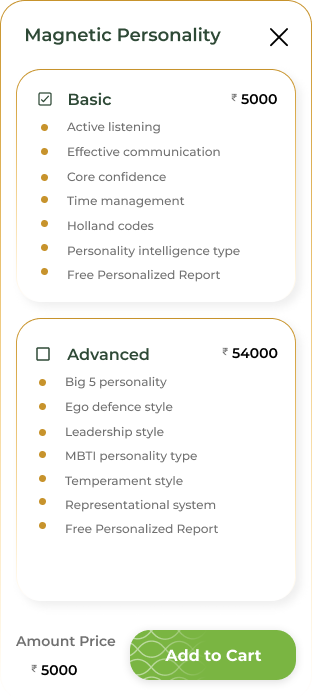 Magnetic Personality
Basic ₹ 5000
Active listening
Effective communication
Core confidence
Time management
Holland codes
Personality intelligence type
Free Personalized Report
Advanced ₹ 54000
Big 5 personality
Ego defence style
Leadership style
MBTI personality type
Temperament style
Representational system
Free Personalized Report
Amount Price
₹ 5000
Add to Cart